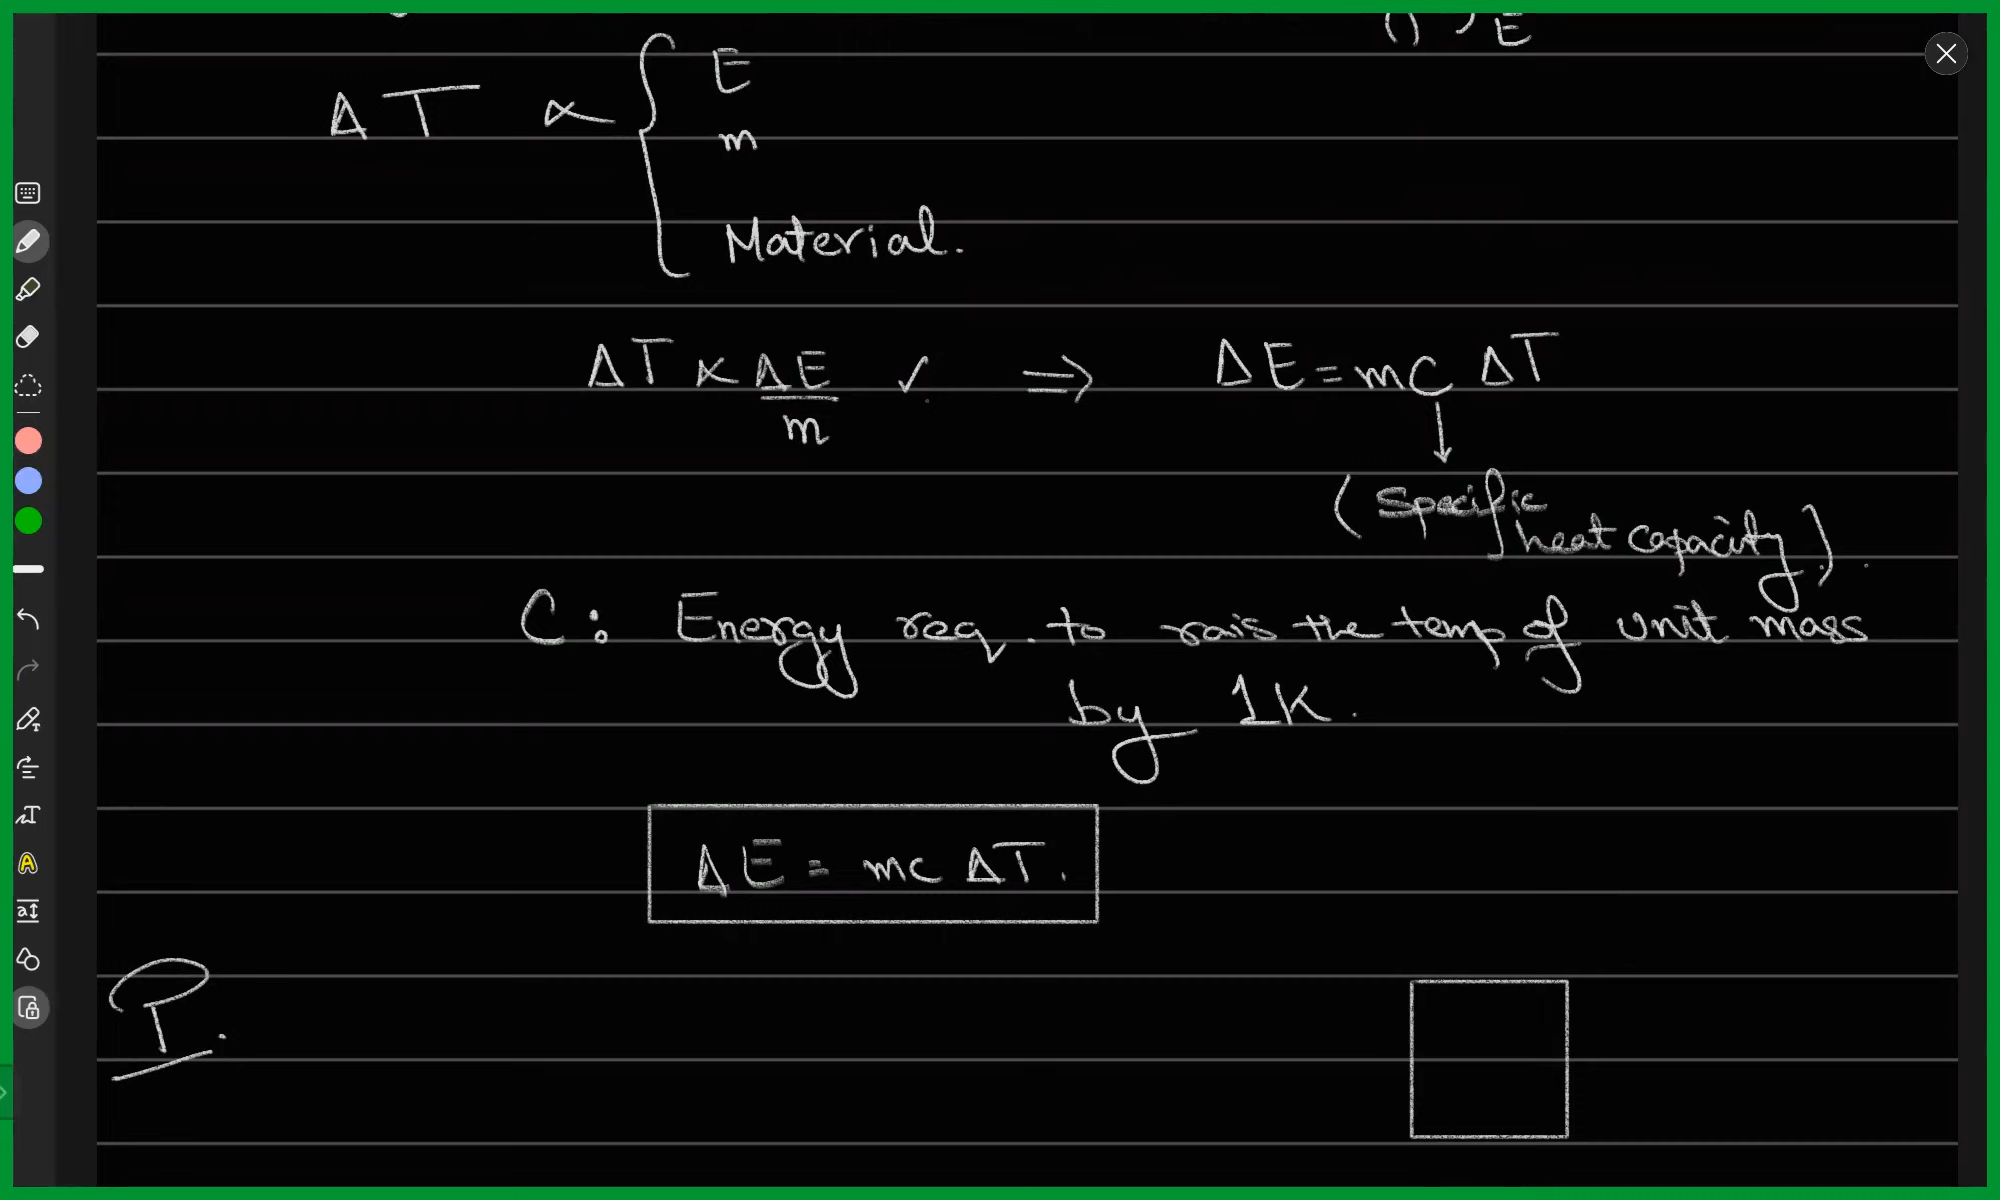 E
ΔT ∝ { E
m
Material.
ΔT ∝ ΔE/m ✓ ⇒ ΔE = mC ΔT
↓
(Specific heat capacity).
C: Energy req. to rais the temp of unit mass
by 1K.
ΔE = mc ΔT.